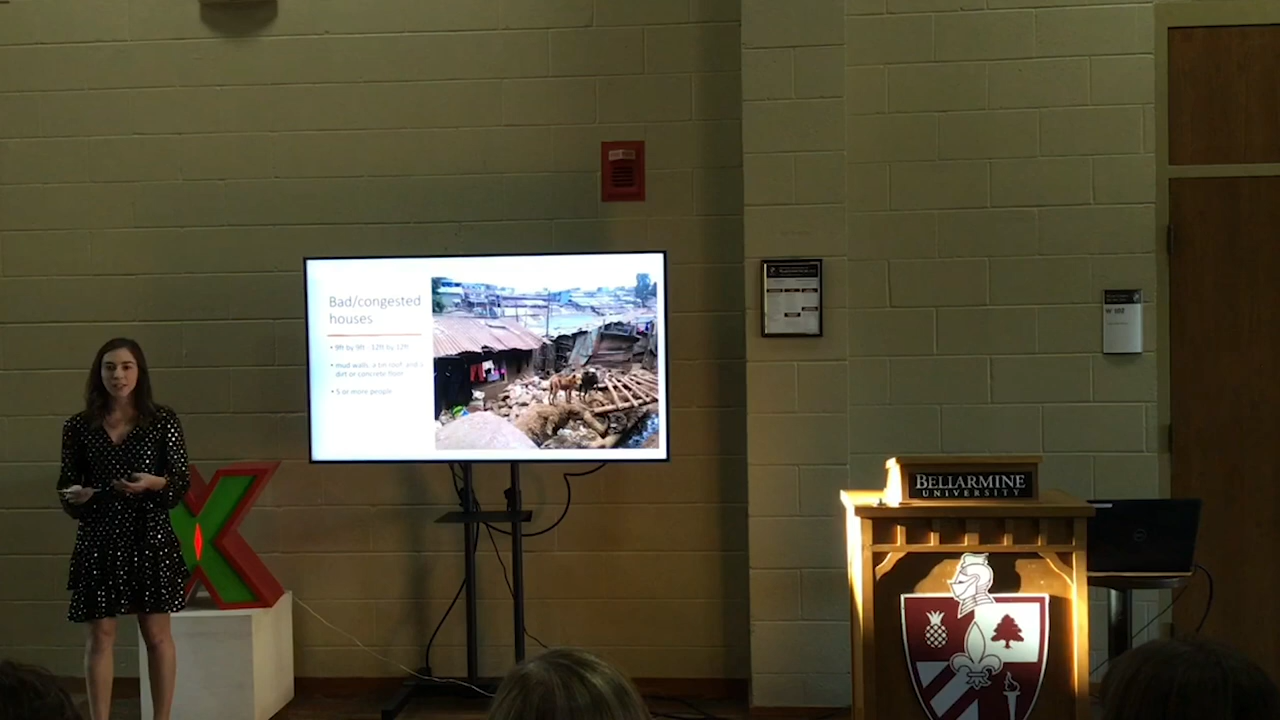 Bad/congested
houses
• 9ft by 9ft - 12ft by 12ft
• mud walls, a tin roof, and a
dirt or concrete floor
• 5 or more people
X
BELLARMINE
UNIVERSITY